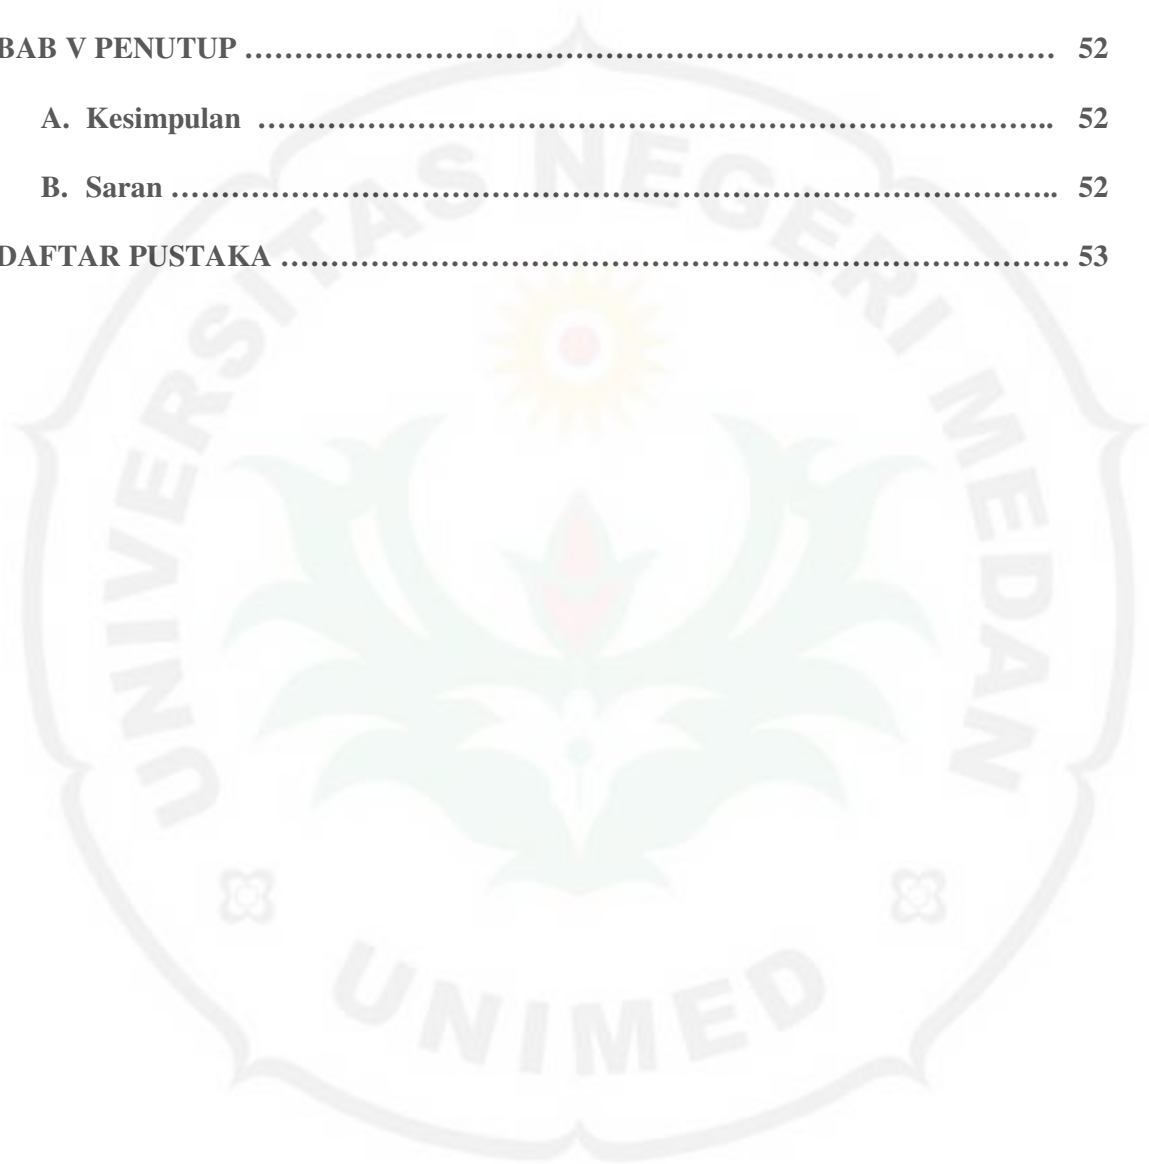 BAB V PENUTUP ……………………………………………………………………… 52
A. Kesimpulan …………………………………………………………………….. 52
B. Saran …………………………………………………………………………….. 52
DAFTAR PUSTAKA ……………………………………………………………………. 53
UNIVERSITAS NEGERI MEDAN
UNIMED